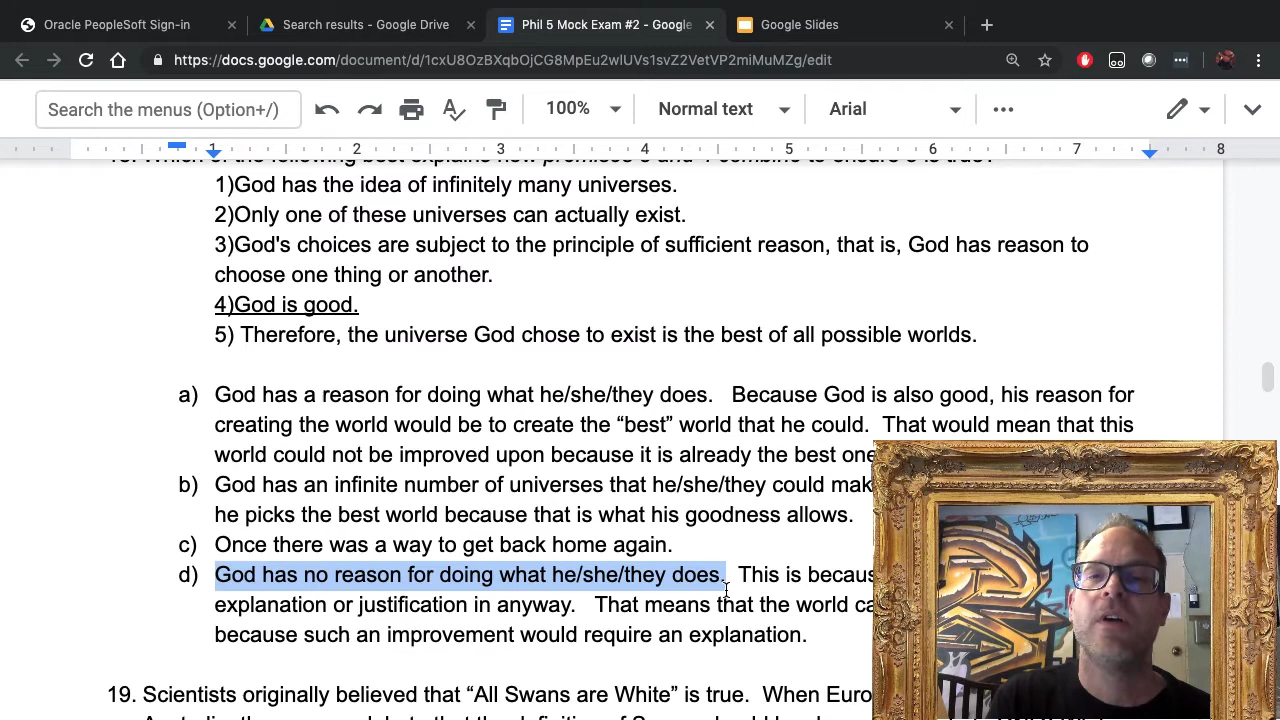 Oracle PeopleSoft Sign-in
Search results - Google Drive
Phil 5 Mock Exam #2 - Google
Google Slides
https://docs.google.com/document/d/1cxU8OzBXqbOjCG8MpEu2wlUVs1svZ2VetVP2miMuMZg/edit
Search the menus (Option+/)
100%
Normal text
Arial
1 2 3 4 5 6 7 8
1)God has the idea of infinitely many universes.
2)Only one of these universes can actually exist.
3)God's choices are subject to the principle of sufficient reason, that is, God has reason to
choose one thing or another.
4)God is good.
5) Therefore, the universe God chose to exist is the best of all possible worlds.
a) God has a reason for doing what he/she/they does. Because God is also good, his reason for
creating the world would be to create the “best” world that he could. That would mean that this
world could not be improved upon because it is already the best one
b) God has an infinite number of universes that he/she/they could mak
he picks the best world because that is what his goodness allows.
c) Once there was a way to get back home again.
d) God has no reason for doing what he/she/they does. This is becaus
explanation or justification in anyway. That means that the world ca
because such an improvement would require an explanation.
19. Scientists originally believed that “All Swans are White” is true. When Euro